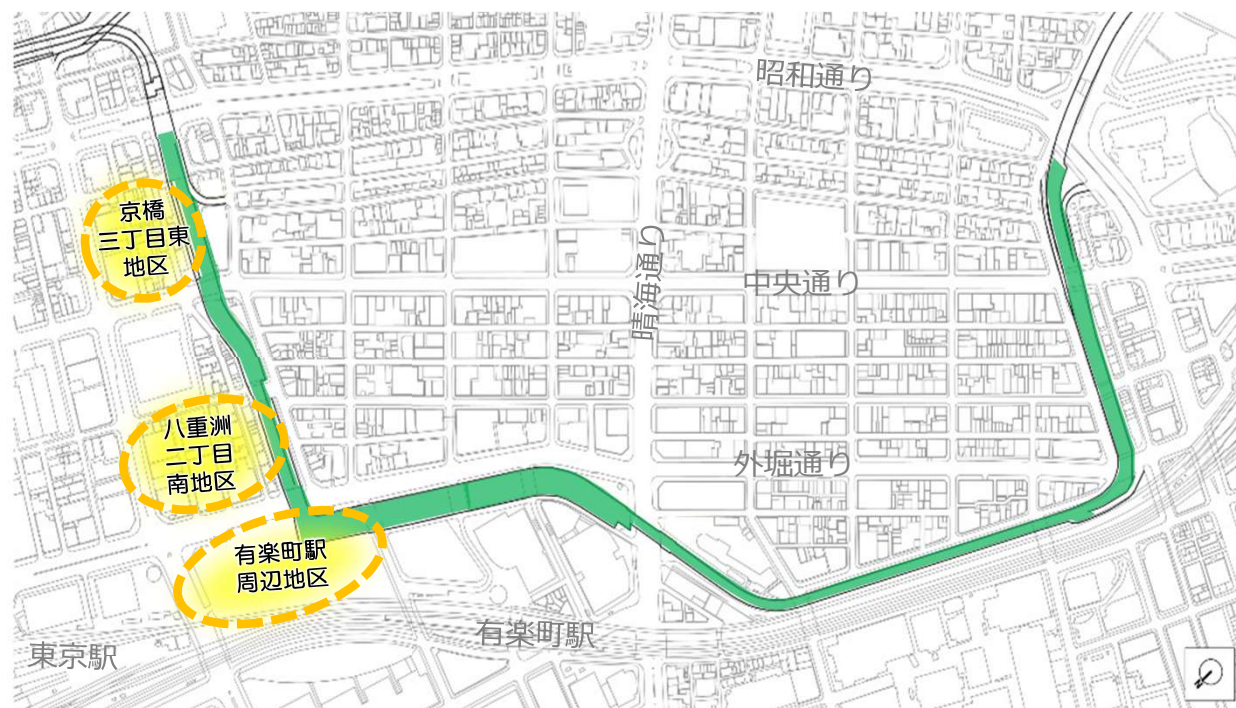 昭和通り
京橋
三丁目東
地区
晴海通り
中央通り
八重洲
二丁目
南地区
外堀通り
有楽町駅
周辺地区
有楽町駅
東京駅